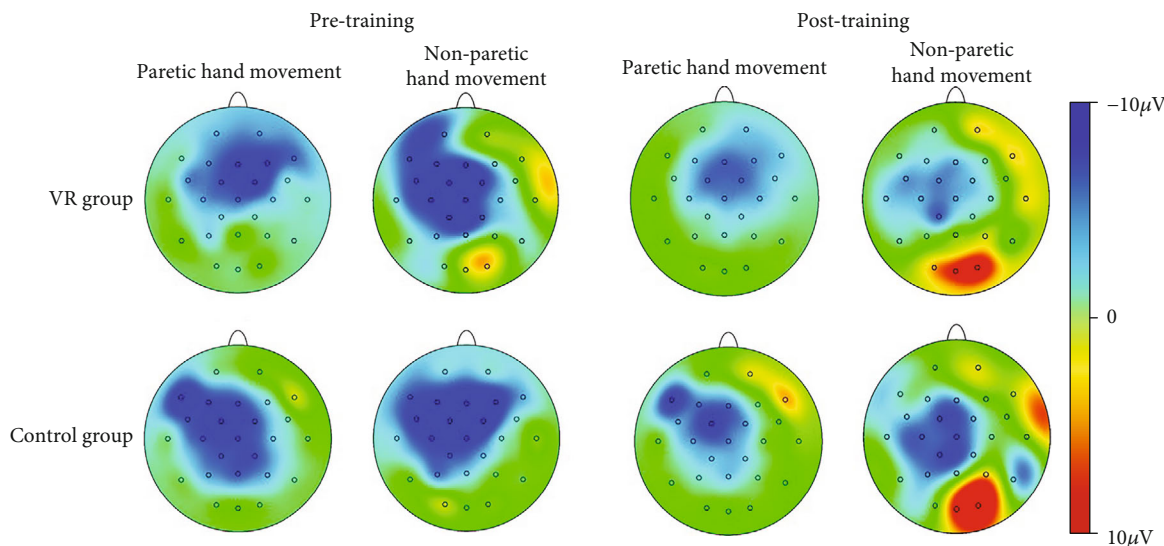 Pre-training
Post-training
Paretic hand movement
Non-paretic
hand movement
Paretic hand movement
Non-paretic
hand movement
VR group
Control group
−10μV
0
10μV